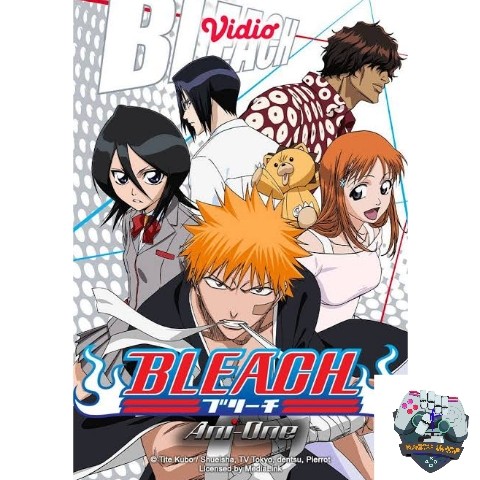 BLEACH
Vidio
BLEACH
ブリーチ
Ani-One
© Tite Kubo / Shueisha, TV Tokyo, dentsu, Pierrot
Licensed by MediaLink